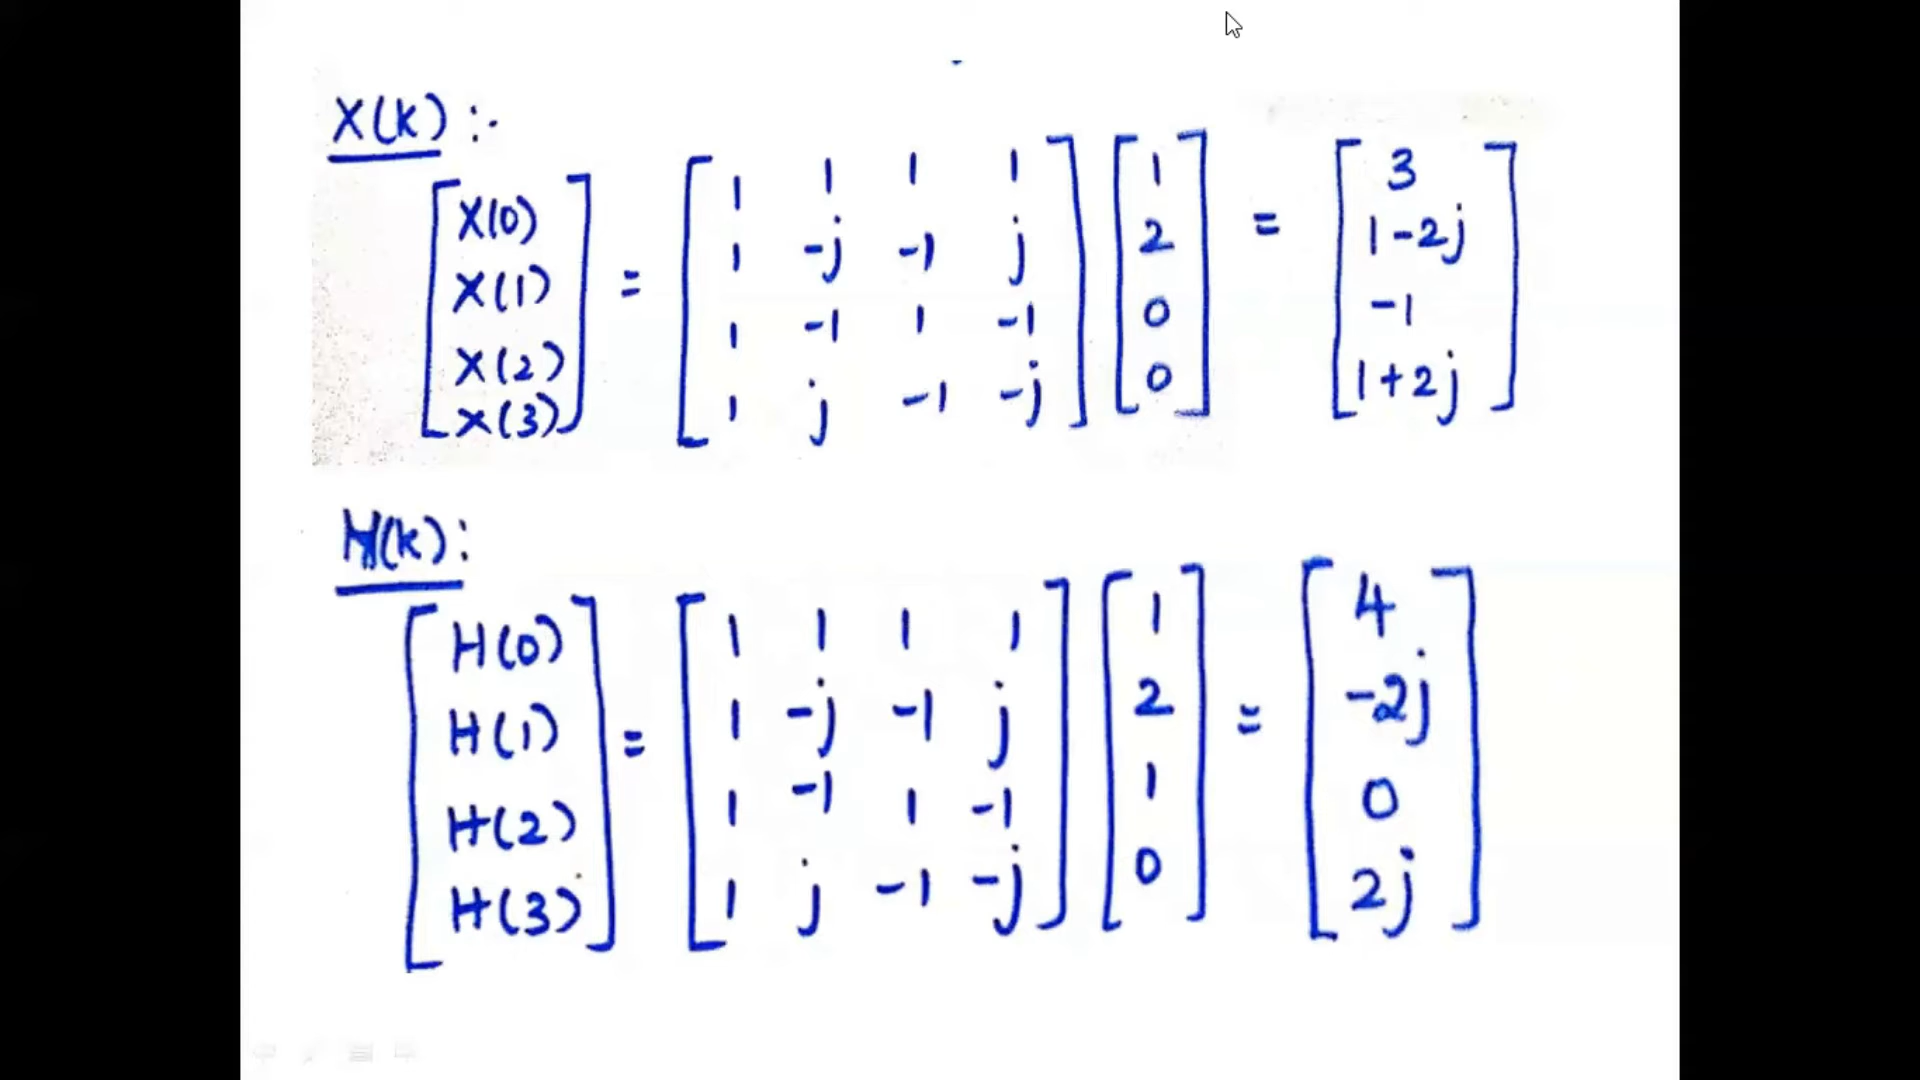 X(k) :-
[X(0) X(1) X(2) X(3)] = [1 1 1 1 1 -j -1 j 1 -1 1 -1 1 j -1 -j] [1 2 0 0] = [3 1-2j -1 1+2j]
H(k) :
[H(0) H(1) H(2) H(3)] = [1 1 1 1 1 -j -1 j 1 -1 1 -1 1 j -1 -j] [1 2 1 0] = [4 -2j 0 2j]